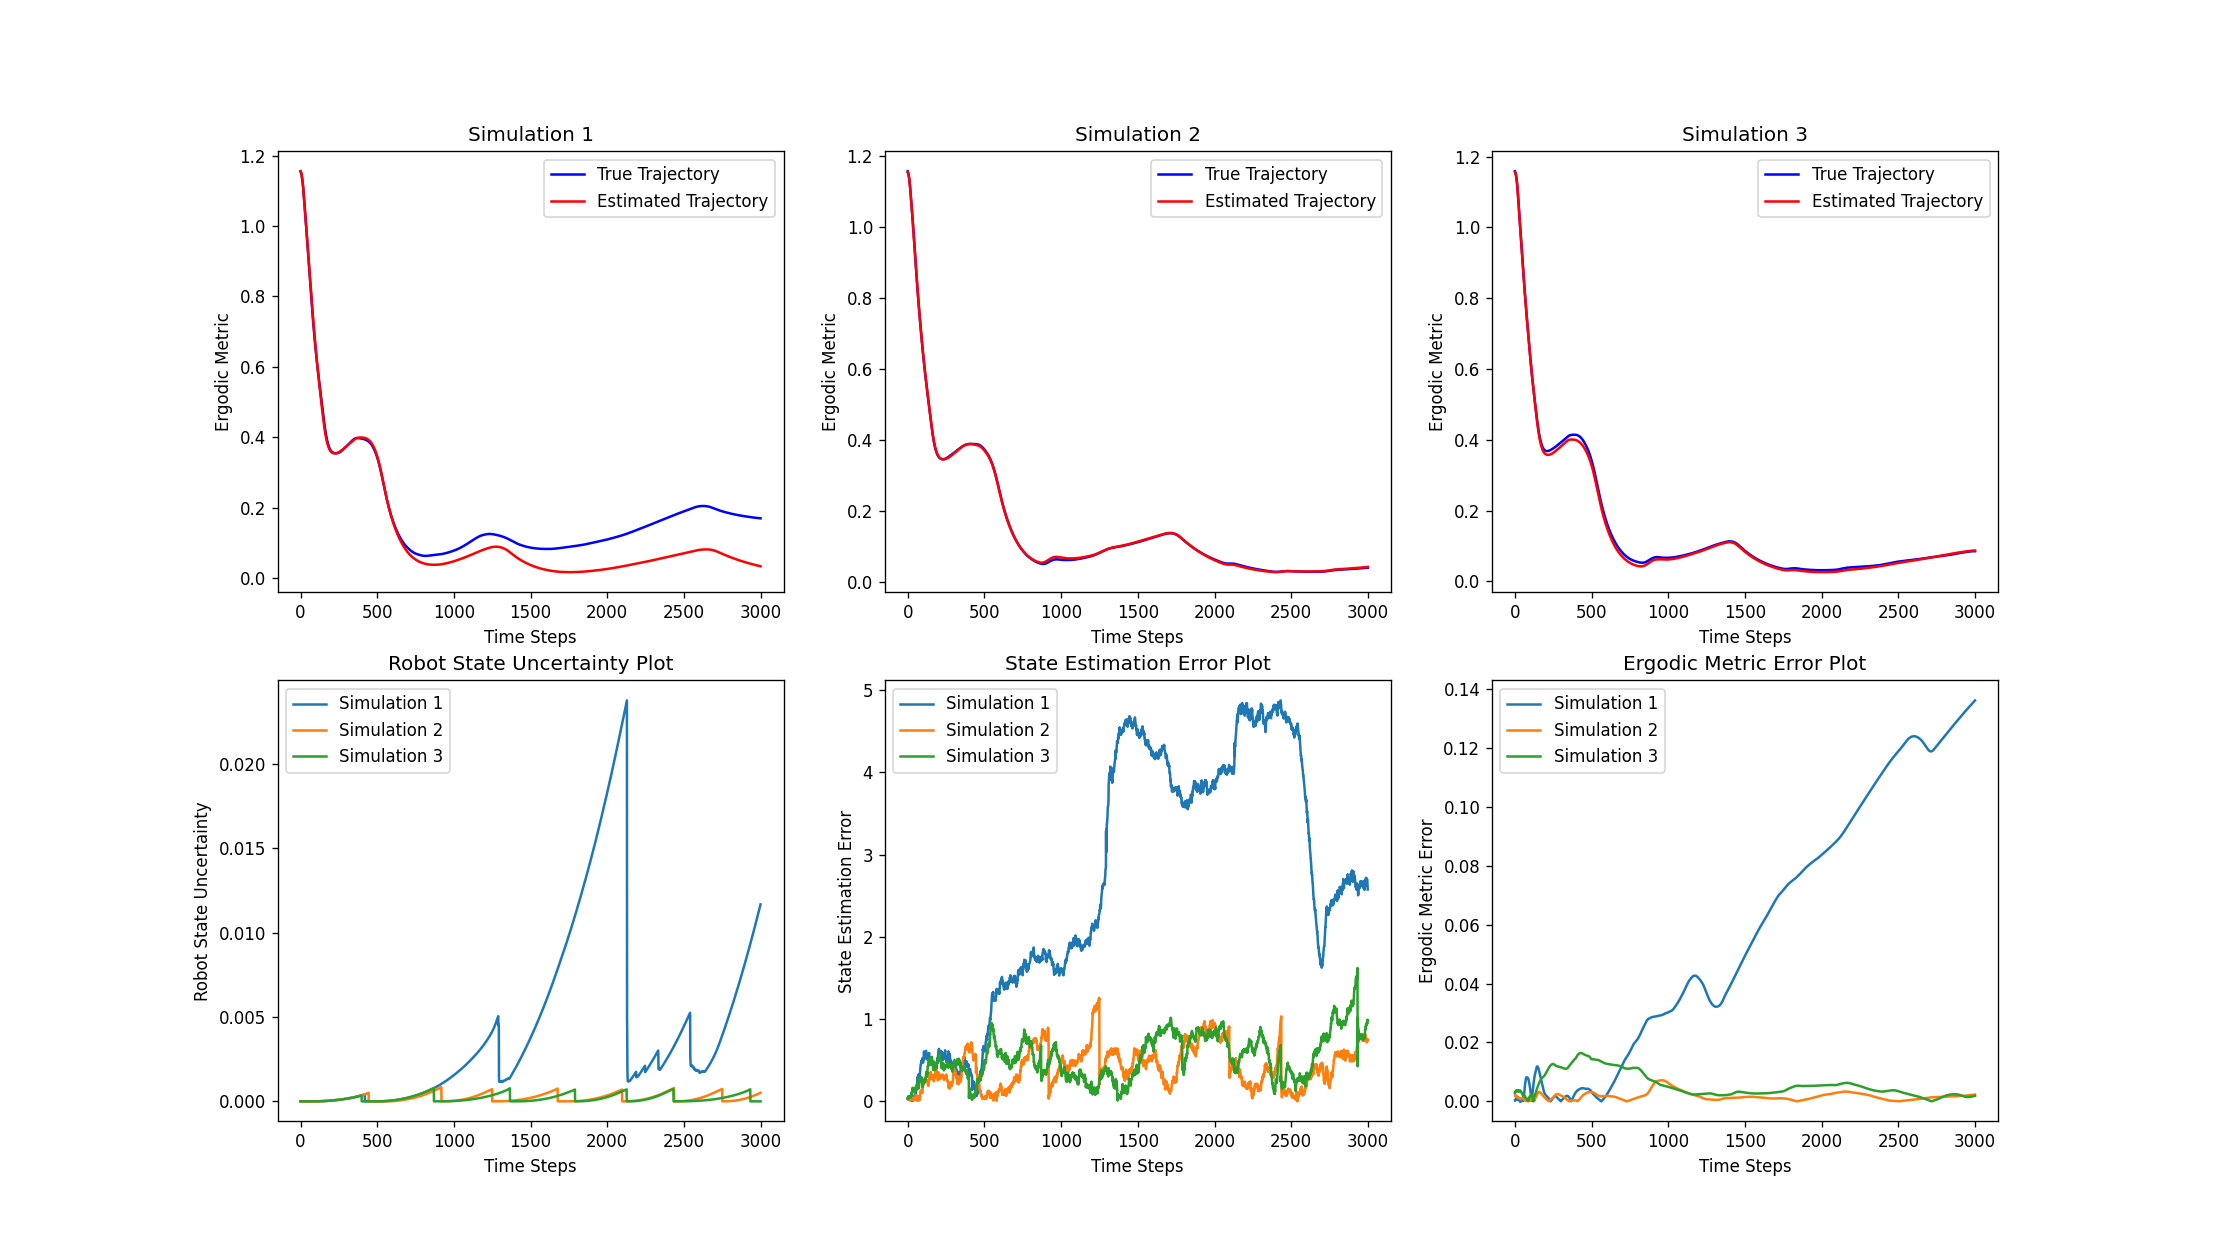 Simulation 1
Ergodic Metric
1.2
1.0
0.8
0.6
0.4
0.2
0.0
True Trajectory
Estimated Trajectory
0 500 1000 1500 2000 2500 3000
Time Steps
Simulation 2
Ergodic Metric
1.2
1.0
0.8
0.6
0.4
0.2
0.0
True Trajectory
Estimated Trajectory
0 500 1000 1500 2000 2500 3000
Time Steps
Simulation 3
Ergodic Metric
1.2
1.0
0.8
0.6
0.4
0.2
0.0
True Trajectory
Estimated Trajectory
0 500 1000 1500 2000 2500 3000
Time Steps
Robot State Uncertainty Plot
Robot State Uncertainty
0.020
0.015
0.010
0.005
0.000
Simulation 1
Simulation 2
Simulation 3
0 500 1000 1500 2000 2500 3000
Time Steps
State Estimation Error Plot
State Estimation Error
5
4
3
2
1
0
Simulation 1
Simulation 2
Simulation 3
0 500 1000 1500 2000 2500 3000
Time Steps
Ergodic Metric Error Plot
Ergodic Metric Error
0.14
0.12
0.10
0.08
0.06
0.04
0.02
0.00
Simulation 1
Simulation 2
Simulation 3
0 500 1000 1500 2000 2500 3000
Time Steps